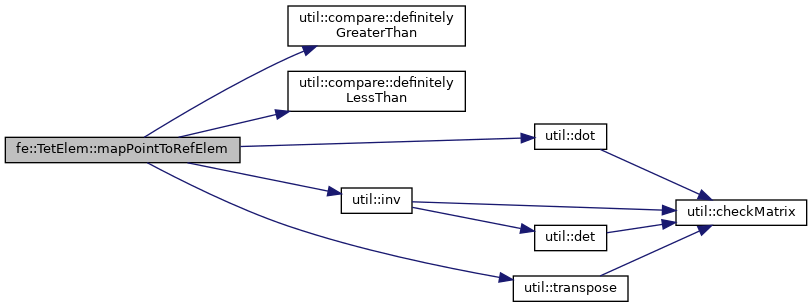 fe::TetElem::mapPointToRefElem
util::compare::definitely
GreaterThan
util::compare::definitely
LessThan
util::dot
util::inv
util::det
util::transpose
util::checkMatrix